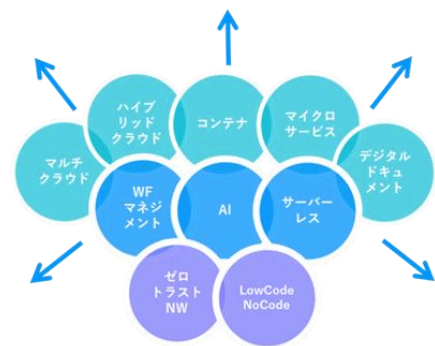 ハイブ
リッド
クラウド
コンテナ
マイクロ
サービス
マルチ
クラウド
デジタル
ドキュ
メント
WF
マネジ
メント
AI
サーバー
レス
ゼロ
トラスト
NW
LowCode
NoCode